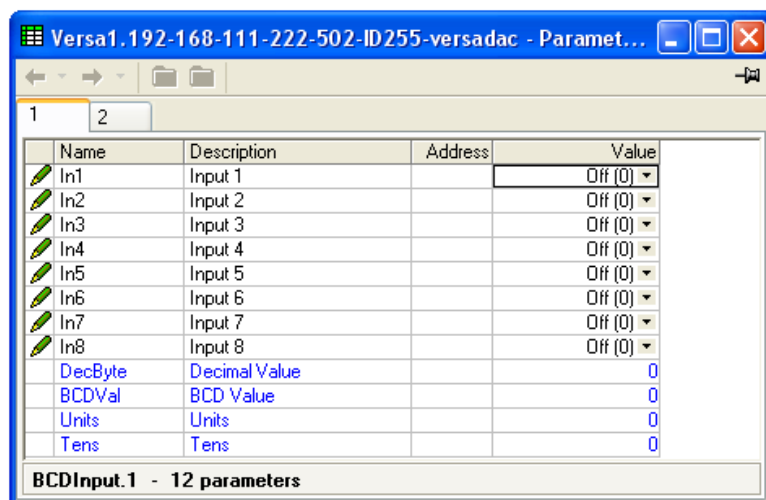 Versa1.192-168-111-222-502-ID255-versadac - Paramet...
1 2
Name Description Address Value
In1 Input 1 Off (0)
In2 Input 2 Off (0)
In3 Input 3 Off (0)
In4 Input 4 Off (0)
In5 Input 5 Off (0)
In6 Input 6 Off (0)
In7 Input 7 Off (0)
In8 Input 8 Off (0)
DecByte Decimal Value 0
BCDVal BCD Value 0
Units Units 0
Tens Tens 0
BCDInput.1 - 12 parameters